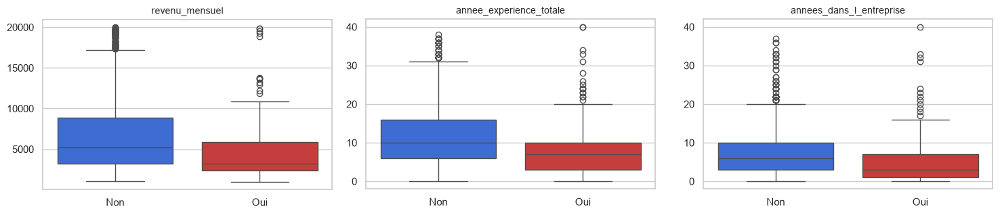 revenu_mensuel
20000
15000
10000
5000
Non
Oui
annee_experience_totale
40
30
20
10
0
Non
Oui
annees_dans_l_entreprise
40
30
20
10
0
Non
Oui